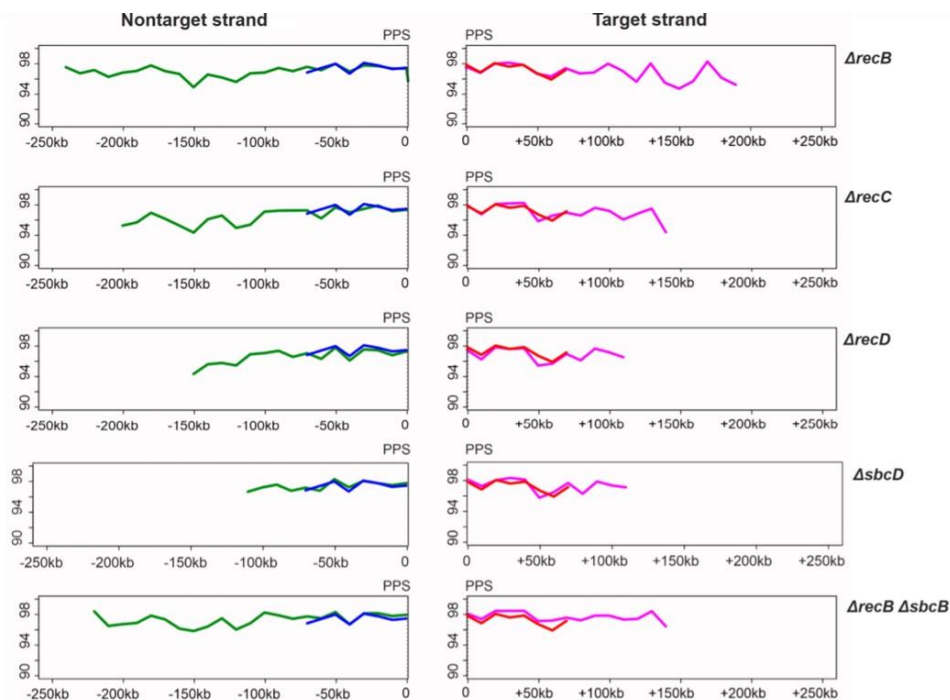 Nontarget strand Target strand
PPS PPS
98 94 90 98 94 90 ΔrecB
-250kb -200kb -150kb -100kb -50kb 0 0 +50kb +100kb +150kb +200kb +250kb
PPS PPS
98 94 90 98 94 90 ΔrecC
-250kb -200kb -150kb -100kb -50kb 0 0 +50kb +100kb +150kb +200kb +250kb
PPS PPS
98 94 90 98 94 90 ΔrecD
-250kb -200kb -150kb -100kb -50kb 0 0 +50kb +100kb +150kb +200kb +250kb
PPS PPS
98 94 90 98 94 90 ΔsbcD
-250kb -200kb -150kb -100kb -50kb 0 0 +50kb +100kb +150kb +200kb +250kb
PPS PPS
98 94 90 98 94 90 ΔrecB ΔsbcB
-250kb -200kb -150kb -100kb -50kb 0 0 +50kb +100kb +150kb +200kb +250kb